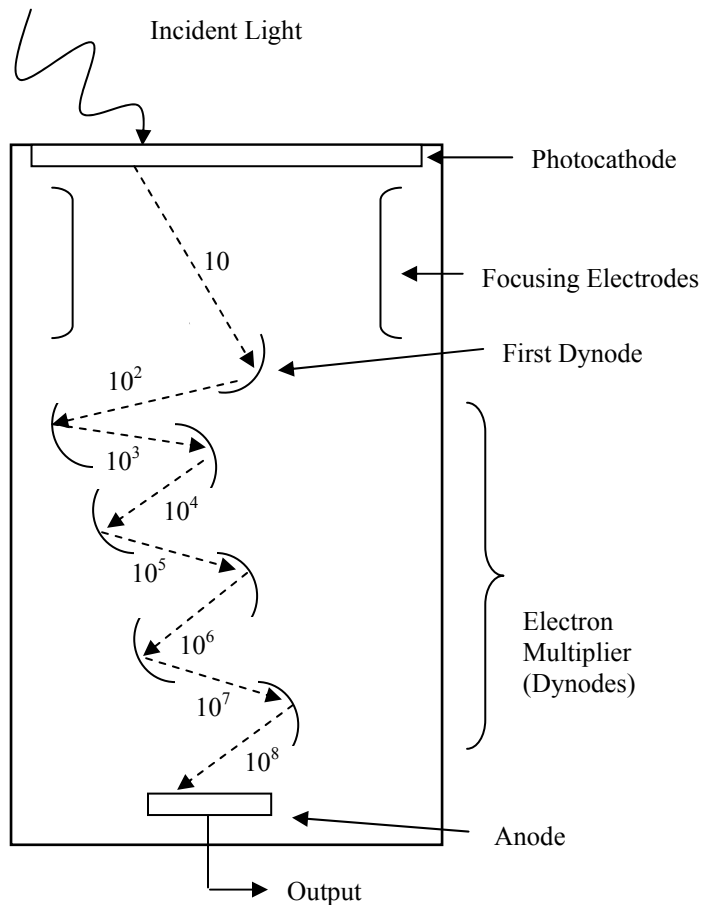 Incident Light
Photocathode
10
Focusing Electrodes
First Dynode
10²
10³
10⁴
10⁵
10⁶
Electron
Multiplier
(Dynodes)
10⁷
10⁸
Anode
Output